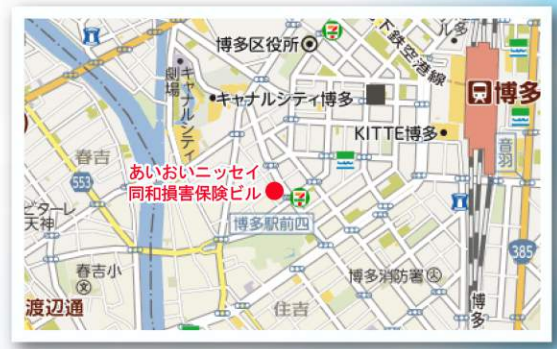 博多区役所
下鉄空港線
キャナルシティ
劇場
キャナルシティ博多
博多
KITTE博多
音羽
春吉
553
あいおいニッセイ
同和損害保険ビル
7
7
ビターレ
天神
博多駅前四
385
春吉小
文
博多消防署
渡辺通
住吉
博多